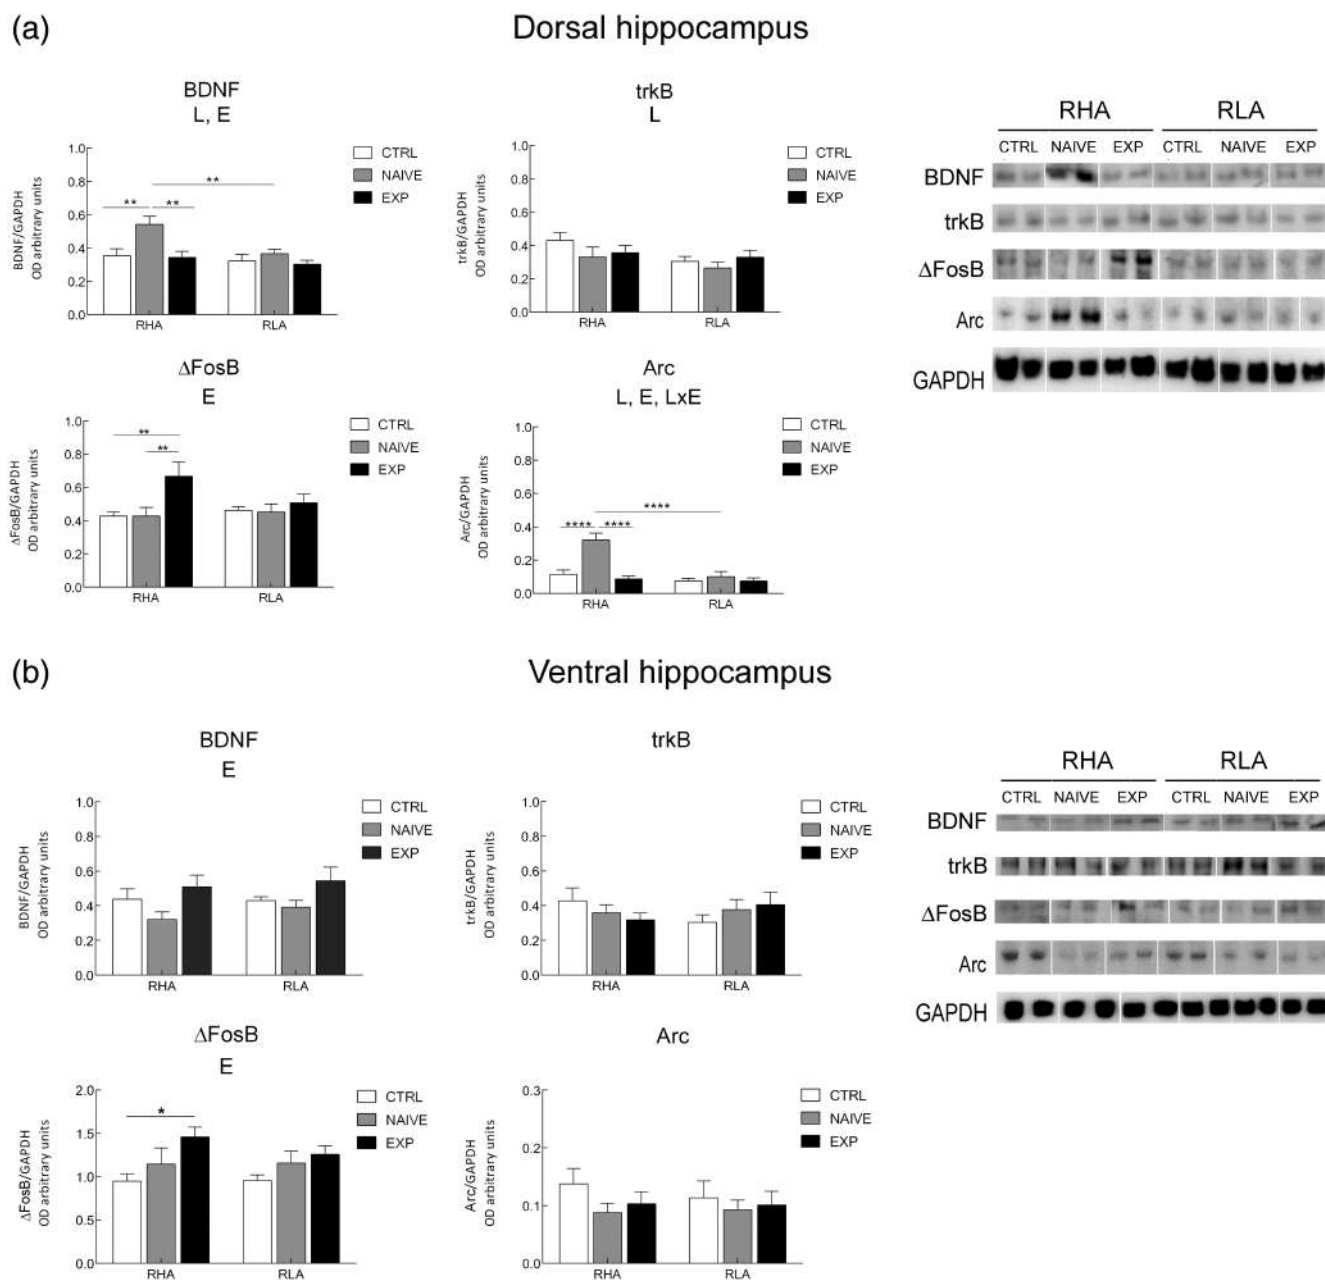 (a)
Dorsal hippocampus
BDNF
L, E
BDNF/GAPDH
OD arbitrary units
1.0
0.8
0.6
0.4
0.2
0.0
**
**
**
RHA
RLA
CTRL
NAIVE
EXP
trkB
L
trkB/GAPDH
OD arbitrary units
1.0
0.8
0.6
0.4
0.2
0.0
RHA
RLA
CTRL
NAIVE
EXP
RHA RLA
CTRL NAIVE EXP CTRL NAIVE EXP
BDNF
trkB
ΔFosB
Arc
GAPDH
ΔFosB
E
ΔFosB/GAPDH
OD arbitrary units
1.0
0.8
0.6
0.4
0.2
0.0
**
**
RHA
RLA
CTRL
NAIVE
EXP
Arc
L, E, LxE
Arc/GAPDH
OD arbitrary units
1.0
0.8
0.6
0.4
0.2
0.0
****
**** ****
RHA
RLA
CTRL
NAIVE
EXP
(b)
Ventral hippocampus
BDNF
E
BDNF/GAPDH
OD arbitrary units
1.0
0.8
0.6
0.4
0.2
0.0
RHA
RLA
CTRL
NAIVE
EXP
trkB
trkB/GAPDH
OD arbitrary units
1.0
0.8
0.6
0.4
0.2
0.0
RHA
RLA
CTRL
NAIVE
EXP
RHA RLA
CTRL NAIVE EXP CTRL NAIVE EXP
BDNF
trkB
ΔFosB
Arc
GAPDH
ΔFosB
E
ΔFosB/GAPDH
OD arbitrary units
2.0
1.5
1.0
0.5
0.0
*
RHA
RLA
CTRL
NAIVE
EXP
Arc
Arc/GAPDH
OD arbitrary units
0.3
0.2
0.1
0.0
RHA
RLA
CTRL
NAIVE
EXP